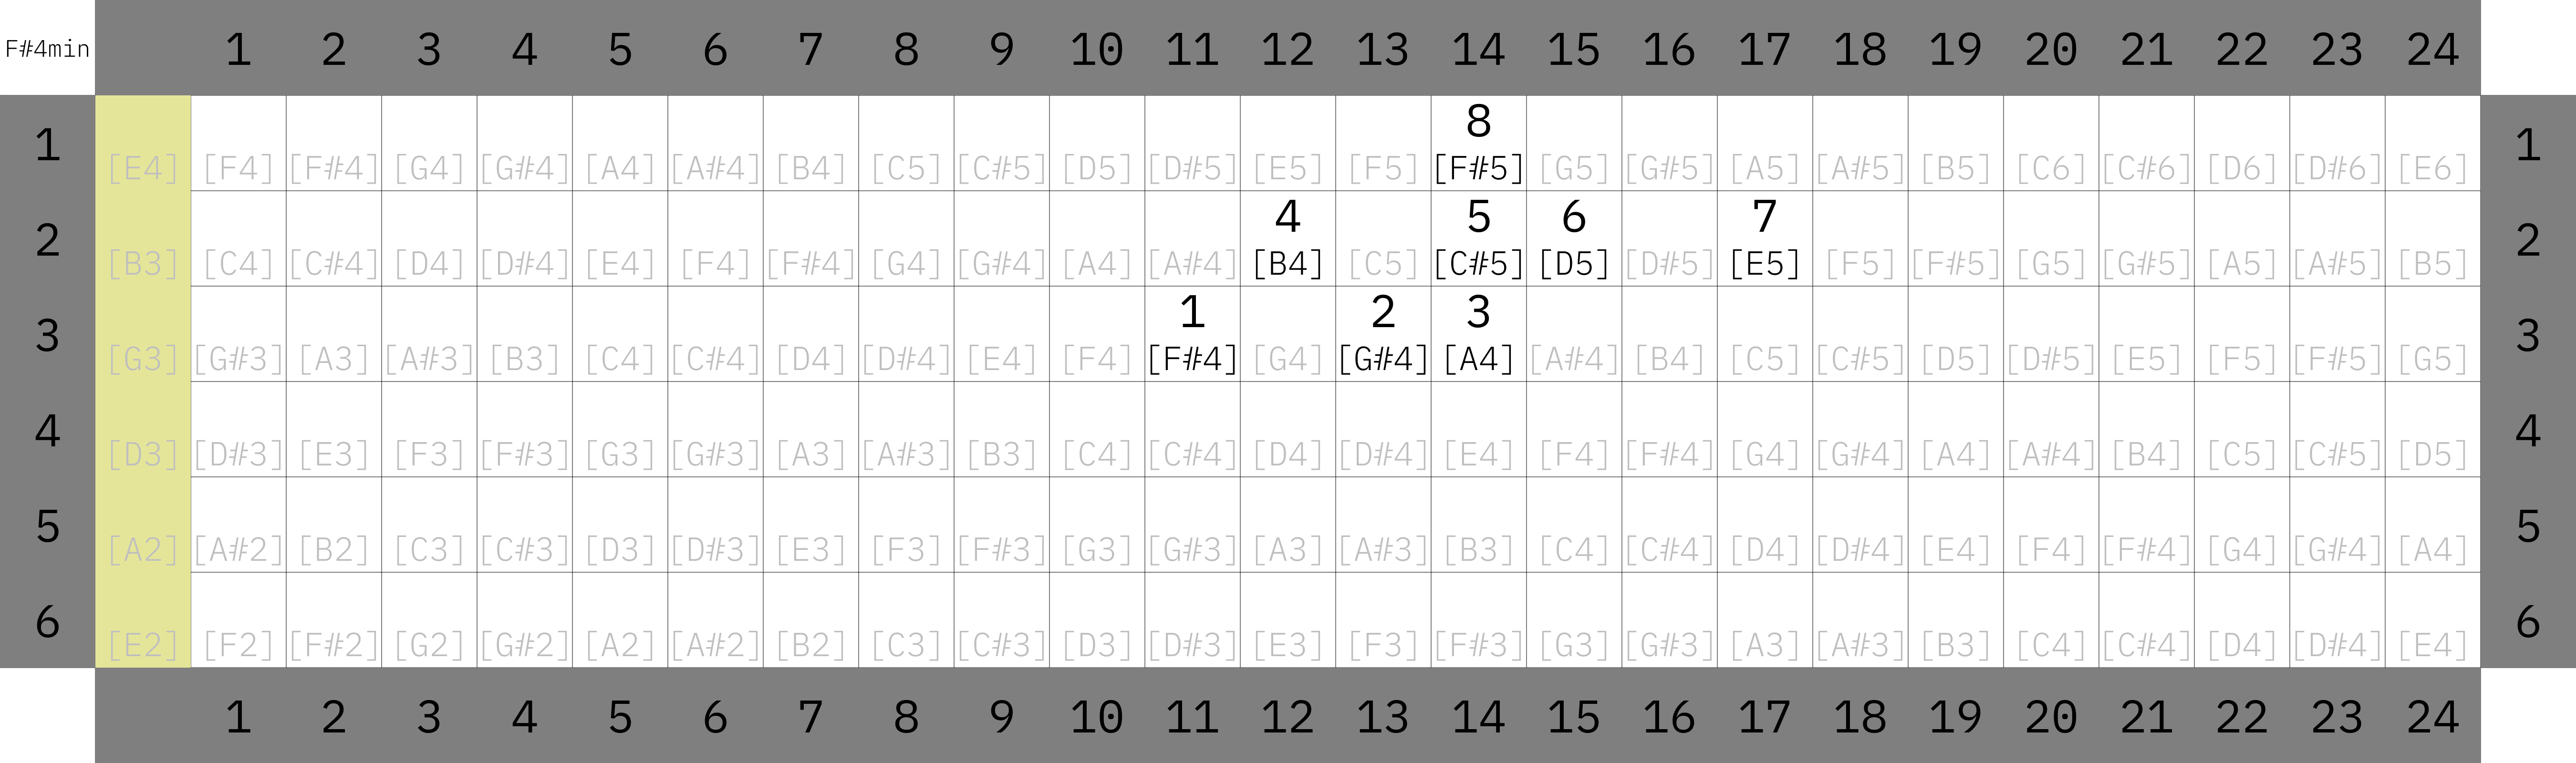 F#4min 1 2 3 4 5 6 7 8 9 10 11 12 13 14 15 16 17 18 19 20 21 22 23 24
8
1 [E4] [F4] [F#4] [G4] [G#4] [A4] [A#4] [B4] [C5] [C#5] [D5] [D#5] [E5] [F5] [F#5] [G5] [G#5] [A5] [A#5] [B5] [C6] [C#6] [D6] [D#6] [E6] 1
4 5 6 7
2 [B3] [C4] [C#4] [D4] [D#4] [E4] [F4] [F#4] [G4] [G#4] [A4] [A#4] [B4] [C5] [C#5] [D5] [D#5] [E5] [F5] [F#5] [G5] [G#5] [A5] [A#5] [B5] 2
1 2 3
3 [G3] [G#3] [A3] [A#3] [B3] [C4] [C#4] [D4] [D#4] [E4] [F4] [F#4] [G4] [G#4] [A4] [A#4] [B4] [C5] [C#5] [D5] [D#5] [E5] [F5] [F#5] [G5] 3
4 [D3] [D#3] [E3] [F3] [F#3] [G3] [G#3] [A3] [A#3] [B3] [C4] [C#4] [D4] [D#4] [E4] [F4] [F#4] [G4] [G#4] [A4] [A#4] [B4] [C5] [C#5] [D5] 4
5 [A2] [A#2] [B2] [C3] [C#3] [D3] [D#3] [E3] [F3] [F#3] [G3] [G#3] [A3] [A#3] [B3] [C4] [C#4] [D4] [D#4] [E4] [F4] [F#4] [G4] [G#4] [A4] 5
6 [E2] [F2] [F#2] [G2] [G#2] [A2] [A#2] [B2] [C3] [C#3] [D3] [D#3] [E3] [F3] [F#3] [G3] [G#3] [A3] [A#3] [B3] [C4] [C#4] [D4] [D#4] [E4] 6
1 2 3 4 5 6 7 8 9 10 11 12 13 14 15 16 17 18 19 20 21 22 23 24